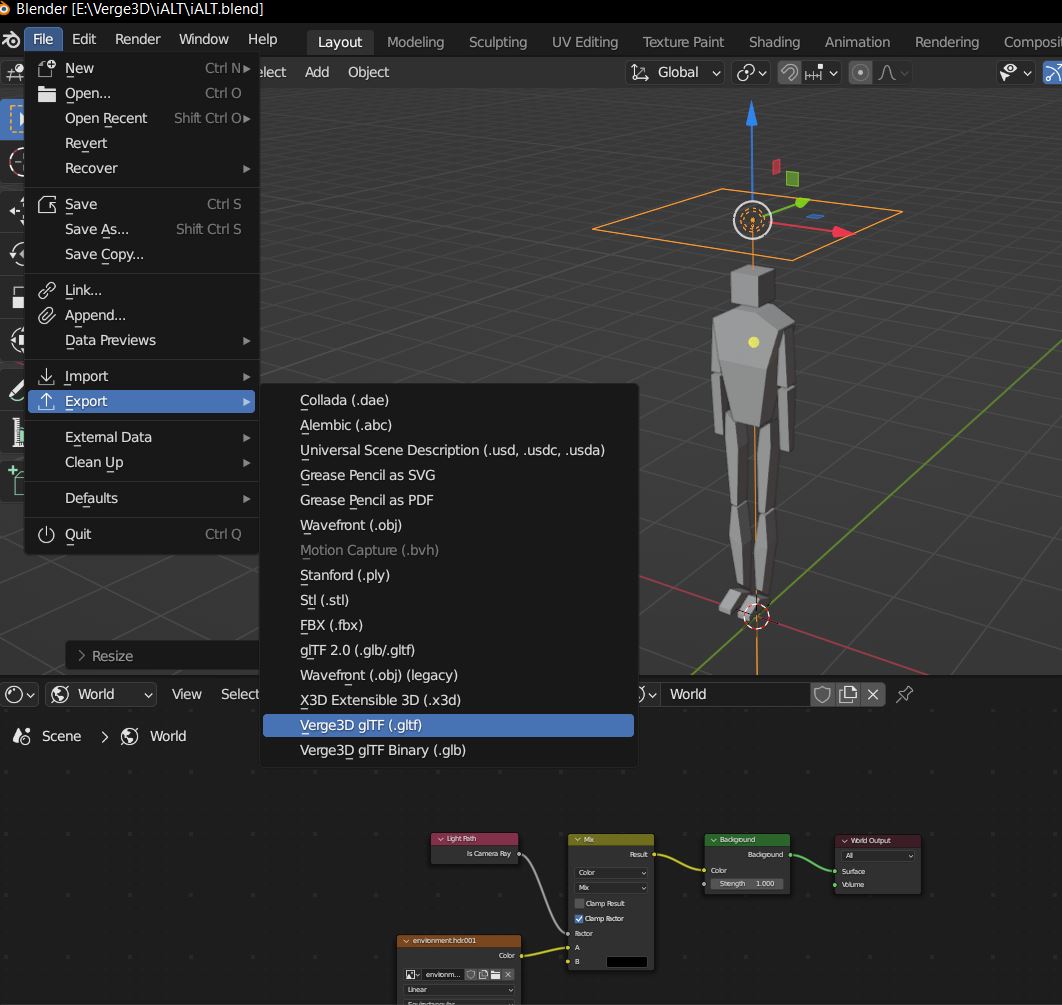 Blender [E:\Verge3D\iALT\iALT.blend]
File Edit Render Window Help Layout Modeling Sculpting UV Editing Texture Paint Shading Animation Rendering
Add Object Global
New Ctrl N
Open... Ctrl O
Open Recent Shift Ctrl O
Revert
Recover
Save Ctrl S
Save As... Shift Ctrl S
Save Copy...
Link...
Append...
Data Previews
Import
Export
External Data
Clean Up
Defaults
Quit Ctrl Q
Collada (.dae)
Alembic (.abc)
Universal Scene Description (.usd, .usdc, .usda)
Grease Pencil as SVG
Grease Pencil as PDF
Wavefront (.obj)
Motion Capture (.bvh)
Stanford (.ply)
Stl (.stl)
FBX (.fbx)
glTF 2.0 (.glb/.gltf)
Wavefront (.obj) (legacy)
X3D Extensible 3D (.x3d)
Verge3D glTF (.gltf)
Verge3D glTF Binary (.glb)
Resize
World View Select World
Scene World
Light Path
Is Camera Ray
Mix
Result
Color
Mix
Clamp Result
Clamp Factor
Factor
A
B
Background
Background
Color
Strength 1.000
World Output
All
Surface
Volume
environment.hdr.001
Color
environm...
Linear